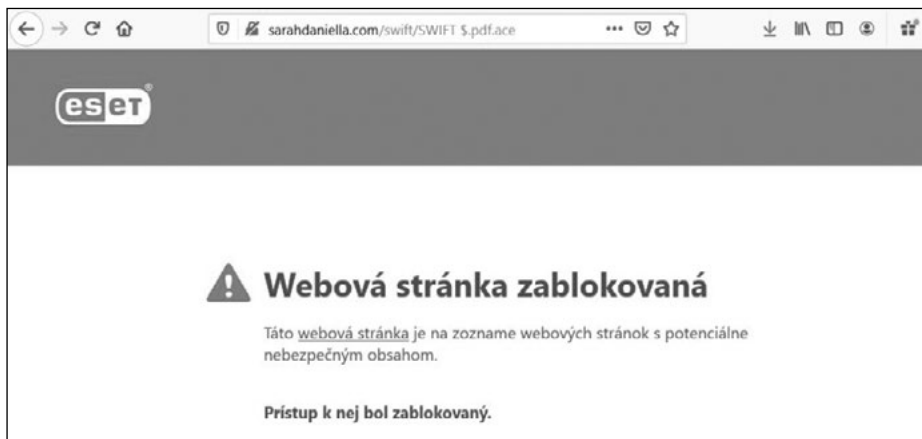 sarahdaniella.com/swift/SWIFT $.pdf.ace
eseT
®
Webová stránka zablokovaná
Táto webová stránka je na zozname webových stránok s potenciálne
nebezpečným obsahom.
Prístup k nej bol zablokovaný.